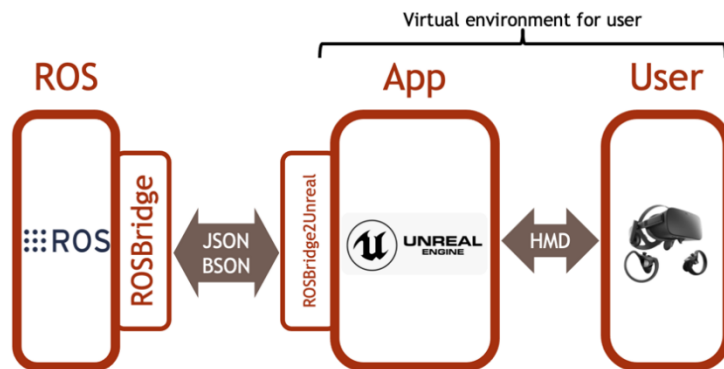 Virtual environment for user
ROS
App
User
ROS
ROSBridge
JSON
BSON
ROSBridge2Unreal
UNREAL
ENGINE
HMD